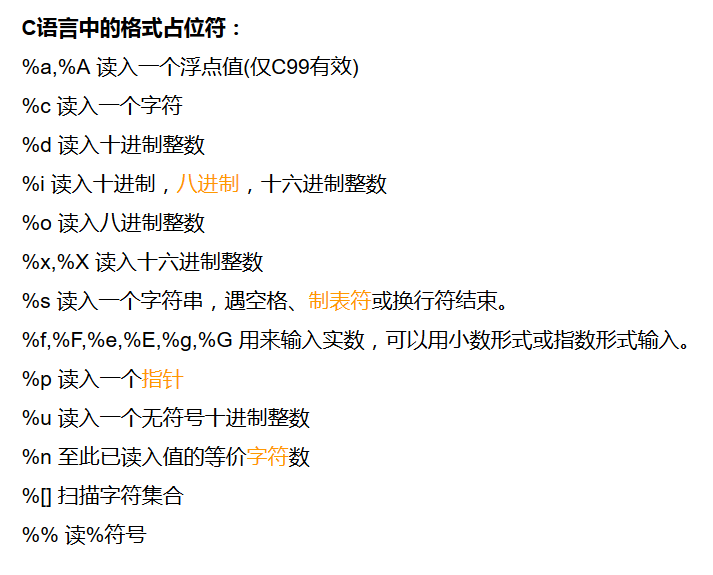 C语言中的格式占位符：
%a,%A 读入一个浮点值(仅C99有效)
%c 读入一个字符
%d 读入十进制整数
%i 读入十进制，八进制，十六进制整数
%o 读入八进制整数
%x,%X 读入十六进制整数
%s 读入一个字符串，遇空格、制表符或换行符结束。
%f,%F,%e,%E,%g,%G 用来输入实数，可以用小数形式或指数形式输入。
%p 读入一个指针
%u 读入一个无符号十进制整数
%n 至此已读入值的等价字符数
%[] 扫描字符集合
%% 读%符号